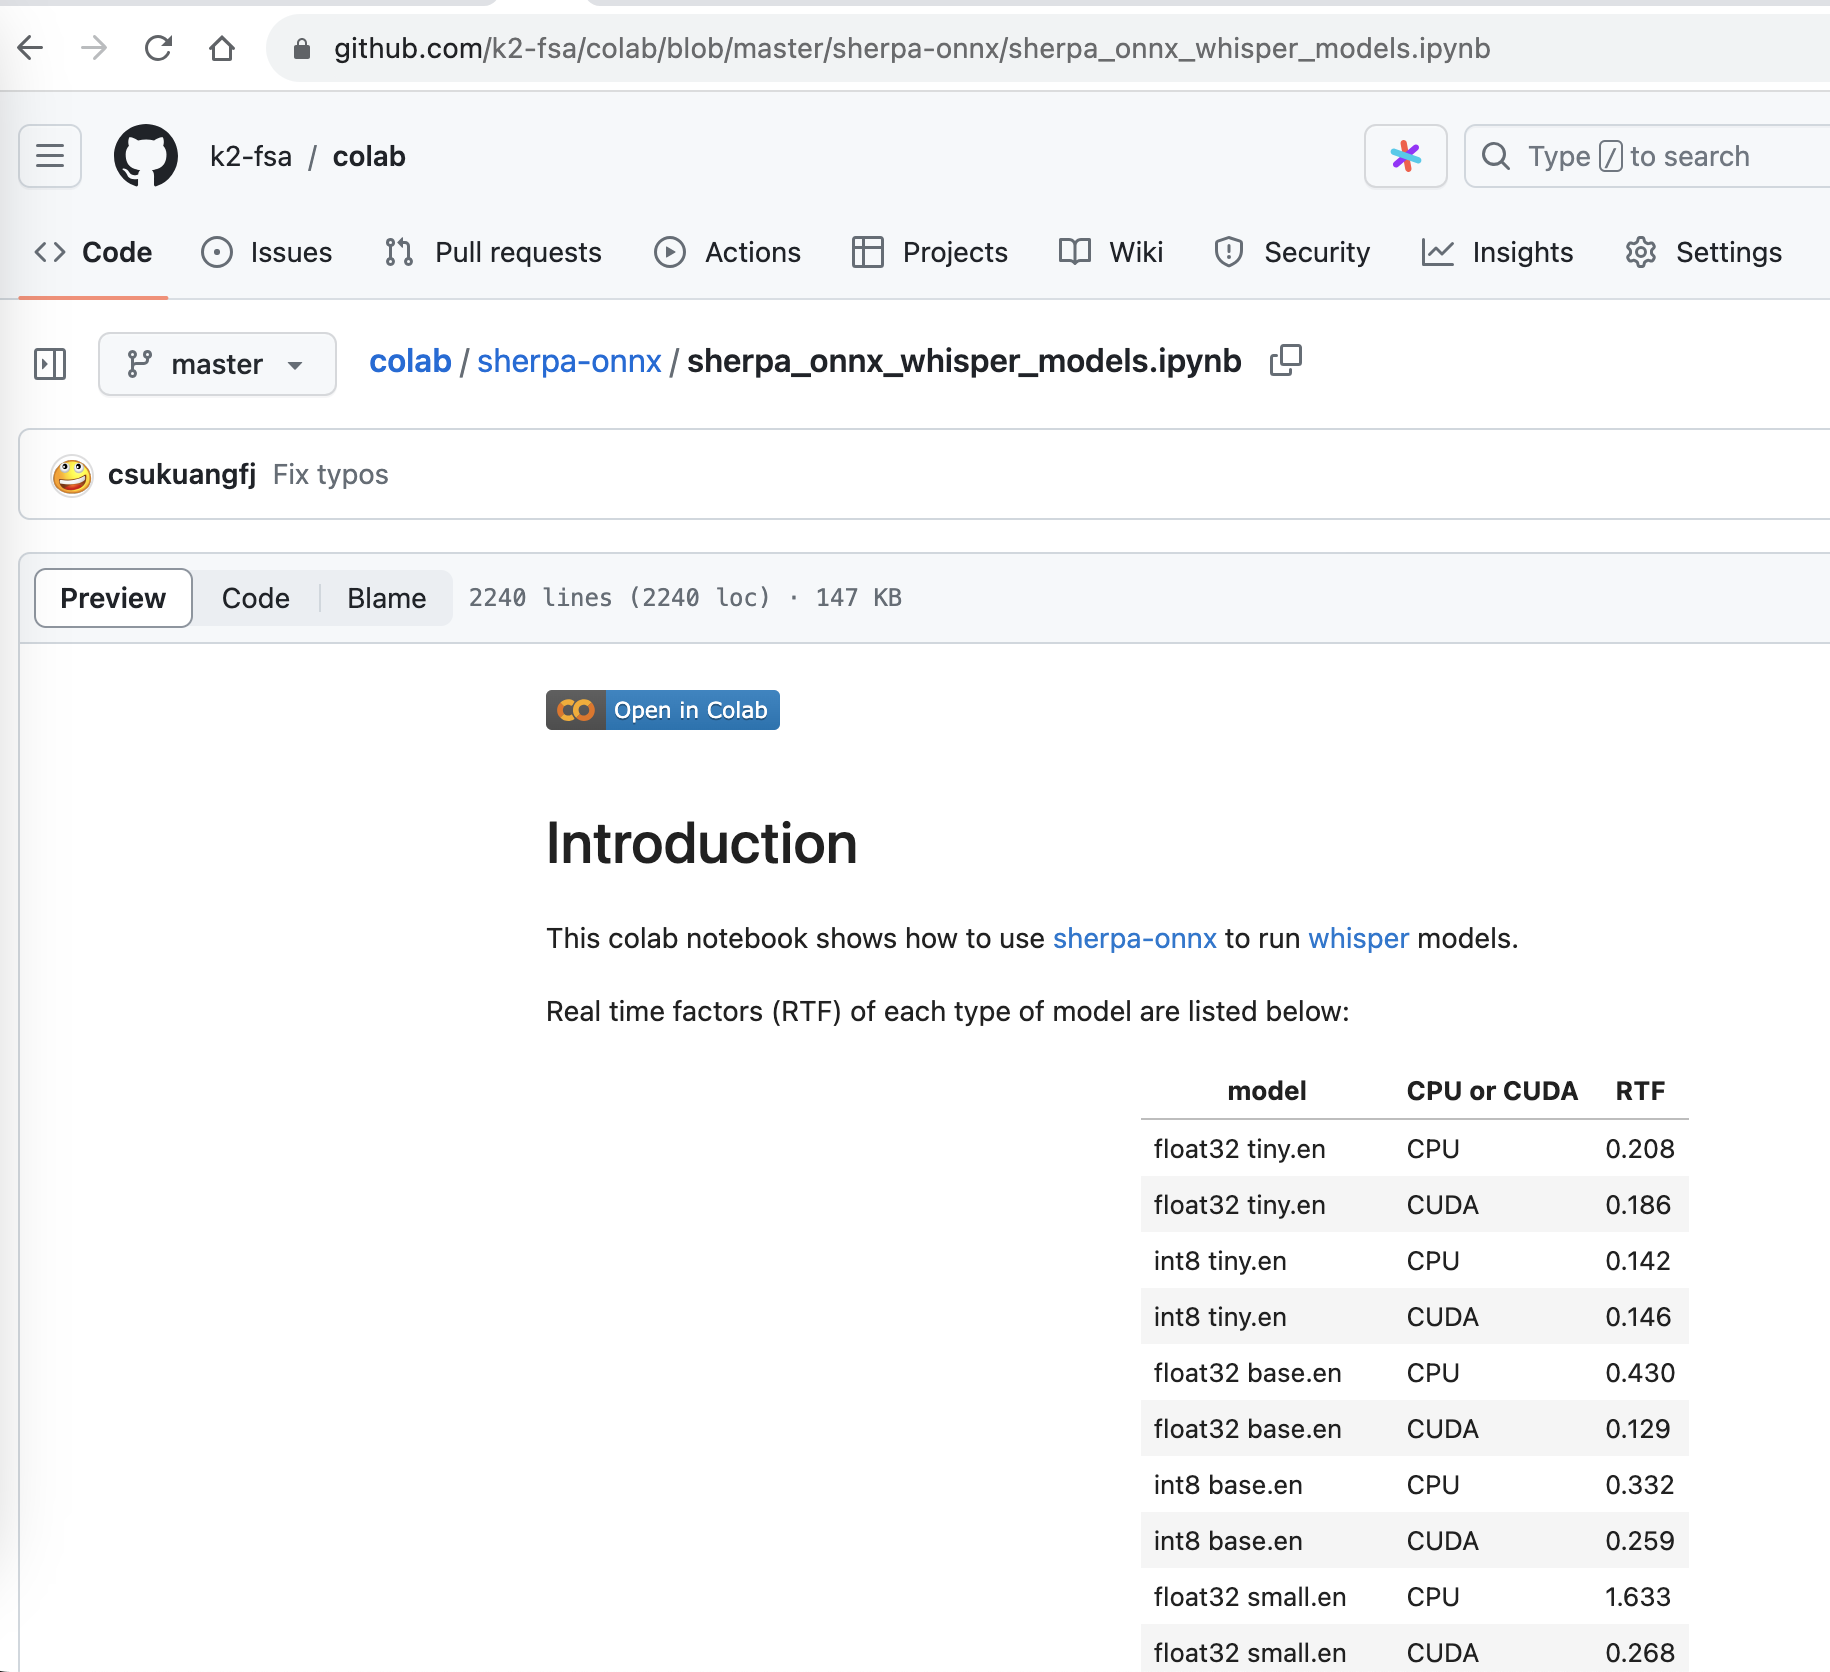 github.com/k2-fsa/colab/blob/master/sherpa-onnx/sherpa_onnx_whisper_models.ipynb
k2-fsa / colab
Type / to search
Code Issues Pull requests Actions Projects Wiki Security Insights Settings
master colab / sherpa-onnx / sherpa_onnx_whisper_models.ipynb
csukuangfj Fix typos
Preview Code Blame 2240 lines (2240 loc) · 147 KB
Open in Colab
Introduction
This colab notebook shows how to use sherpa-onnx to run whisper models.
Real time factors (RTF) of each type of model are listed below:
model CPU or CUDA RTF
float32 tiny.en CPU 0.208
float32 tiny.en CUDA 0.186
int8 tiny.en CPU 0.142
int8 tiny.en CUDA 0.146
float32 base.en CPU 0.430
float32 base.en CUDA 0.129
int8 base.en CPU 0.332
int8 base.en CUDA 0.259
float32 small.en CPU 1.633
float32 small.en CUDA 0.268